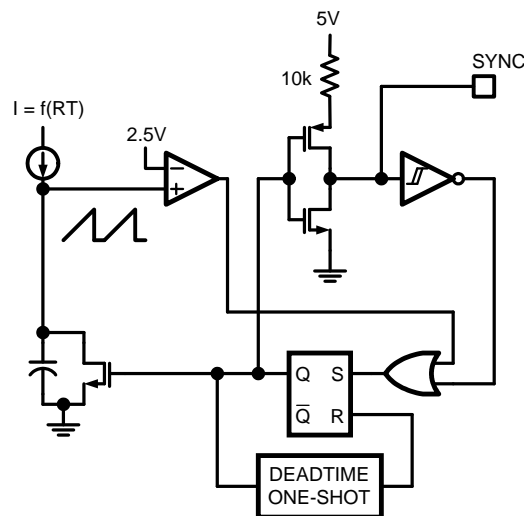 5V
SYNC
10k
I = f(RT)
2.5V
−
+
Q S
Q̅ R
DEADTIME
ONE-SHOT